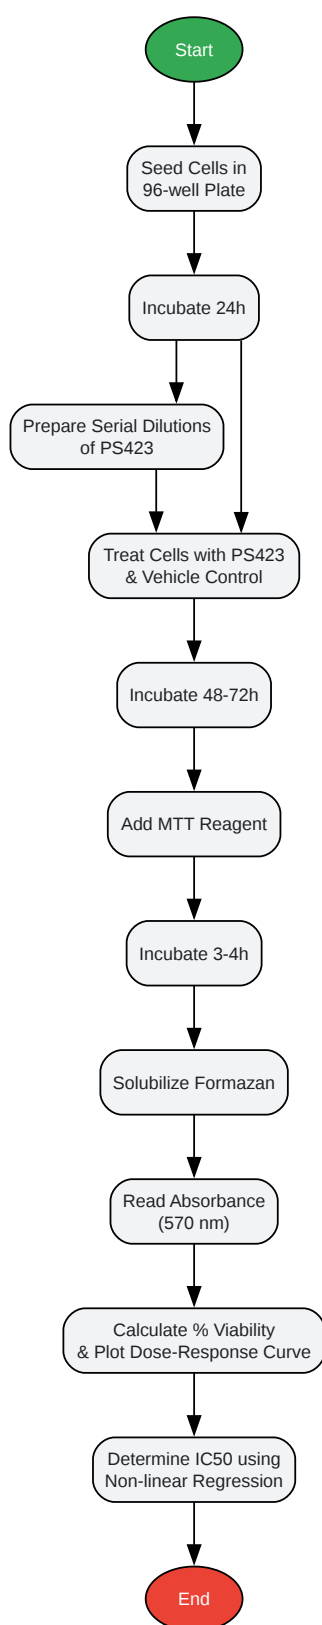 Start
Seed Cells in
96-well Plate
Incubate 24h
Prepare Serial Dilutions
of PS423
Treat Cells with PS423
& Vehicle Control
Incubate 48-72h
Add MTT Reagent
Incubate 3-4h
Solubilize Formazan
Read Absorbance
(570 nm)
Calculate % Viability
& Plot Dose-Response Curve
Determine IC50 using
Non-linear Regression
End